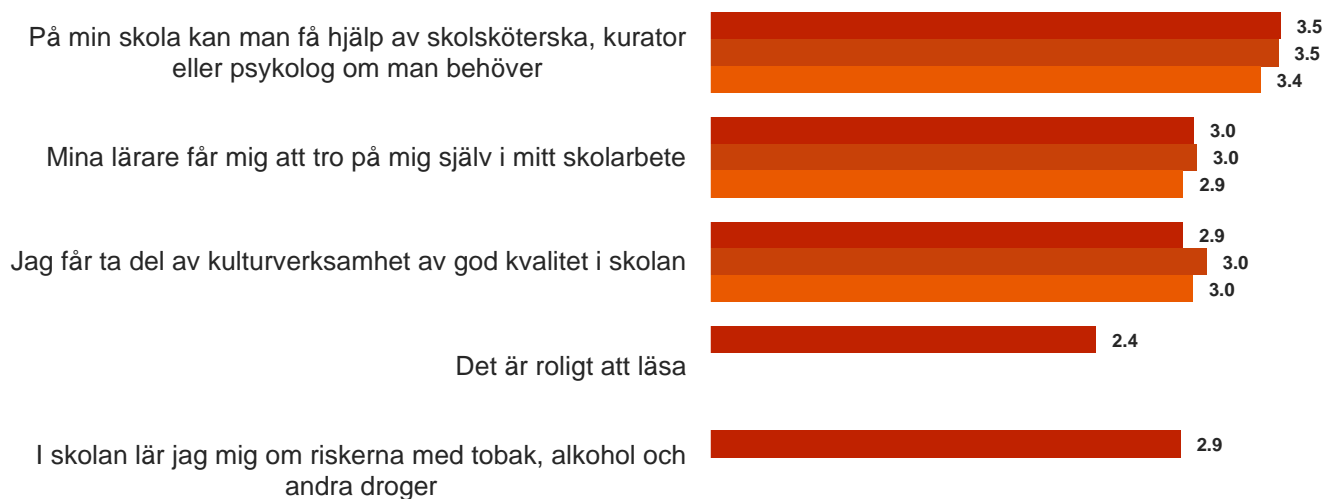 På min skola kan man få hjälp av skolsköterska, kurator
eller psykolog om man behöver
3.5
3.5
3.4
Mina lärare får mig att tro på mig själv i mitt skolarbete
3.0
3.0
2.9
Jag får ta del av kulturverksamhet av god kvalitet i skolan
2.9
3.0
3.0
Det är roligt att läsa
2.4
I skolan lär jag mig om riskerna med tobak, alkohol och
andra droger
2.9